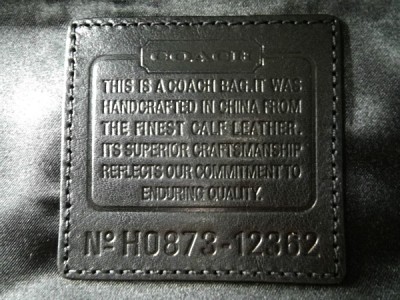 COACH
THIS IS A COACH BAG.IT WAS
HANDCRAFTED IN CHINA FROM
THE FINEST CALF LEATHER.
ITS SUPERIOR CRAFTSMANSHIP
REFLECTS OUR COMMITMENT TO
ENDURING QUALITY.
Nº H0873-12362